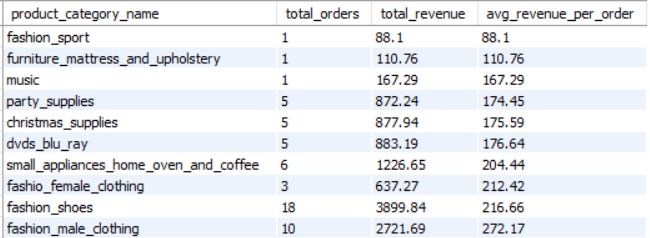 product_category_name total_orders total_revenue avg_revenue_per_order
fashion_sport 1 88.1 88.1
furniture_mattress_and_upholstery 1 110.76 110.76
music 1 167.29 167.29
party_supplies 5 872.24 174.45
christmas_supplies 5 877.94 175.59
dvds_blu_ray 5 883.19 176.64
small_appliances_home_oven_and_coffee 6 1226.65 204.44
fashio_female_clothing 3 637.27 212.42
fashion_shoes 18 3899.84 216.66
fashion_male_clothing 10 2721.69 272.17